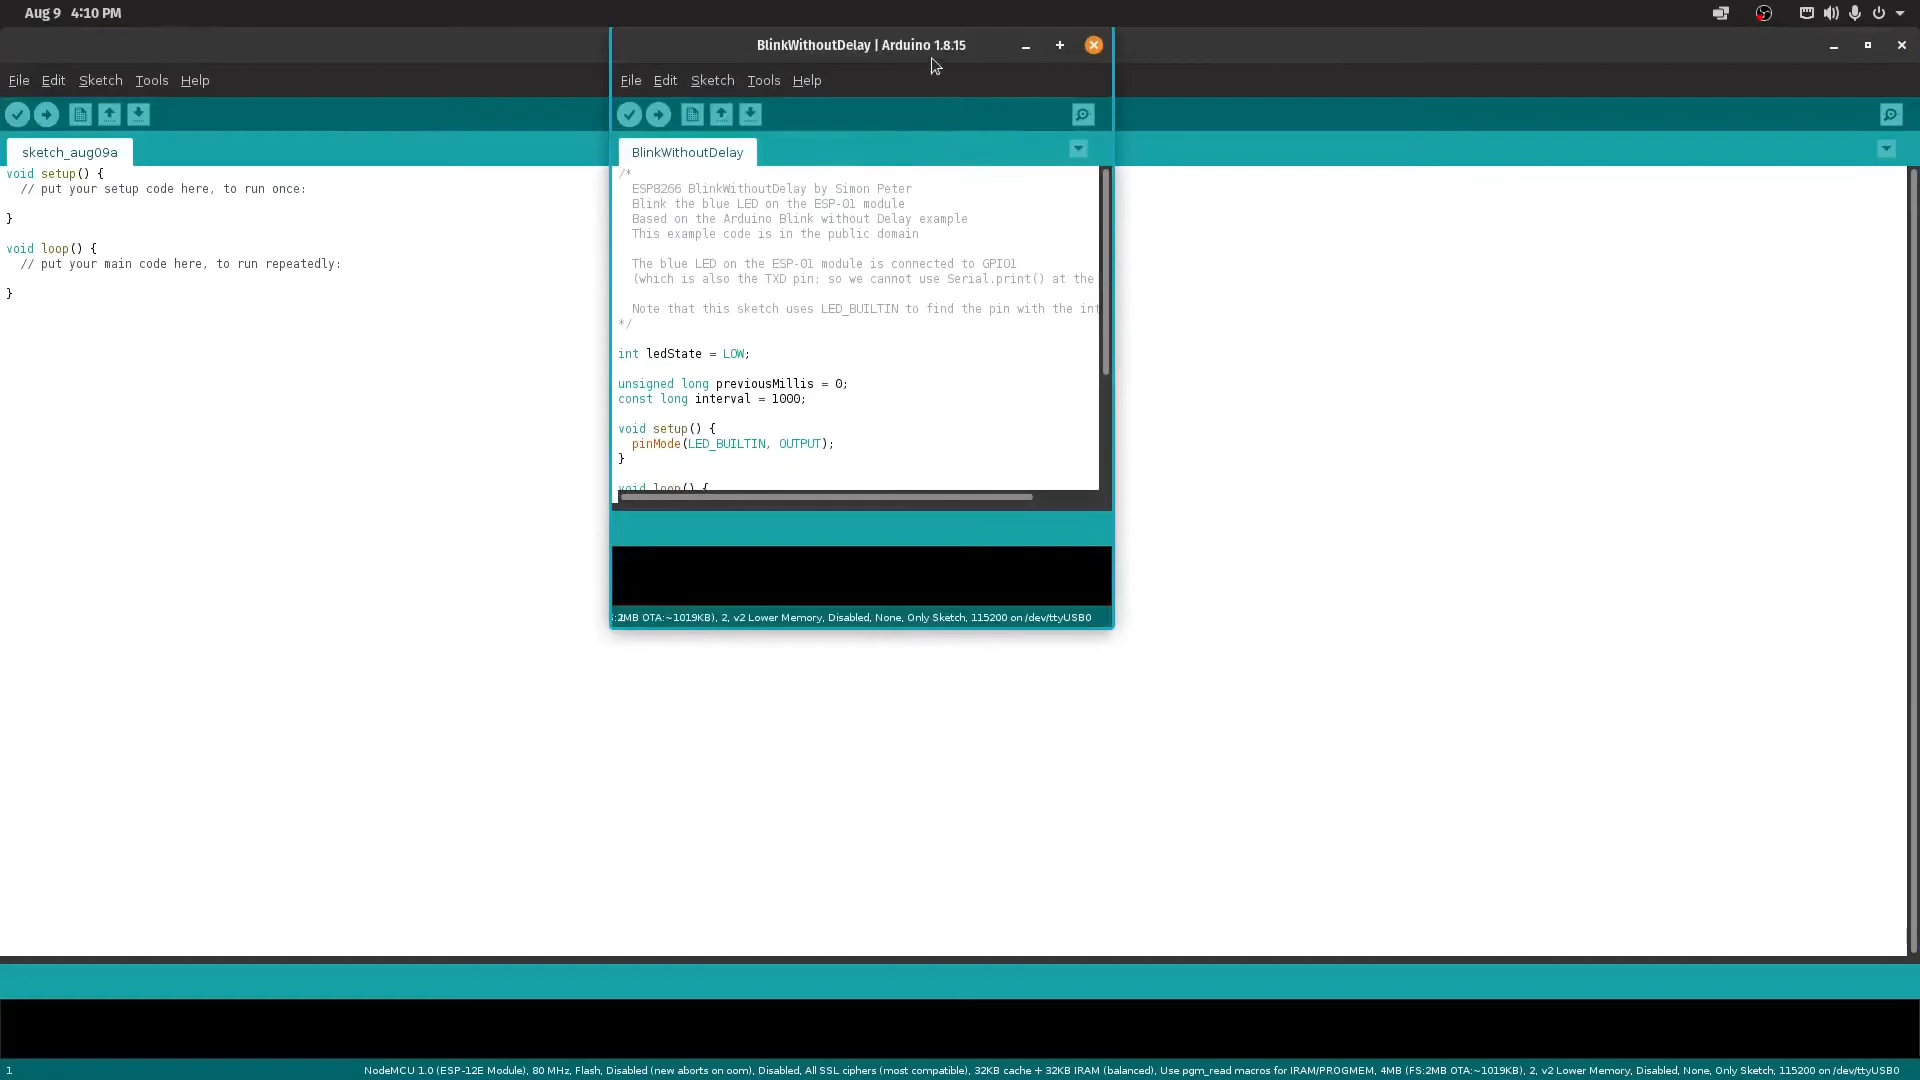 Aug 9 4:10 PM
File Edit Sketch Tools Help
sketch_aug09a
void setup() {
// put your setup code here, to run once:
}
void loop() {
// put your main code here, to run repeatedly:
}
BlinkWithoutDelay | Arduino 1.8.15
File Edit Sketch Tools Help
BlinkWithoutDelay
/*
ESP8266 BlinkWithoutDelay by Simon Peter
Blink the blue LED on the ESP-01 module
Based on the Arduino Blink without Delay example
This example code is in the public domain
The blue LED on the ESP-01 module is connected to GPIO1
(which is also the TXD pin; so we cannot use Serial.print() at the
Note that this sketch uses LED_BUILTIN to find the pin with the int
*/
int ledState = LOW;
unsigned long previousMillis = 0;
const long interval = 1000;
void setup() {
pinMode(LED_BUILTIN, OUTPUT);
}
void loop() {
2MB OTA:~1019KB), 2, v2 Lower Memory, Disabled, None, Only Sketch, 115200 on /dev/ttyUSB0
1 NodeMCU 1.0 (ESP-12E Module), 80 MHz, Flash, Disabled (new aborts on oom), Disabled, All SSL ciphers (most compatible), 32KB cache + 32KB IRAM (balanced), Use pgm_read macros for IRAM/PROGMEM, 4MB (FS:2MB OTA:~1019KB), 2, v2 Lower Memory, Disabled, None, Only Sketch, 115200 on /dev/ttyUSB0